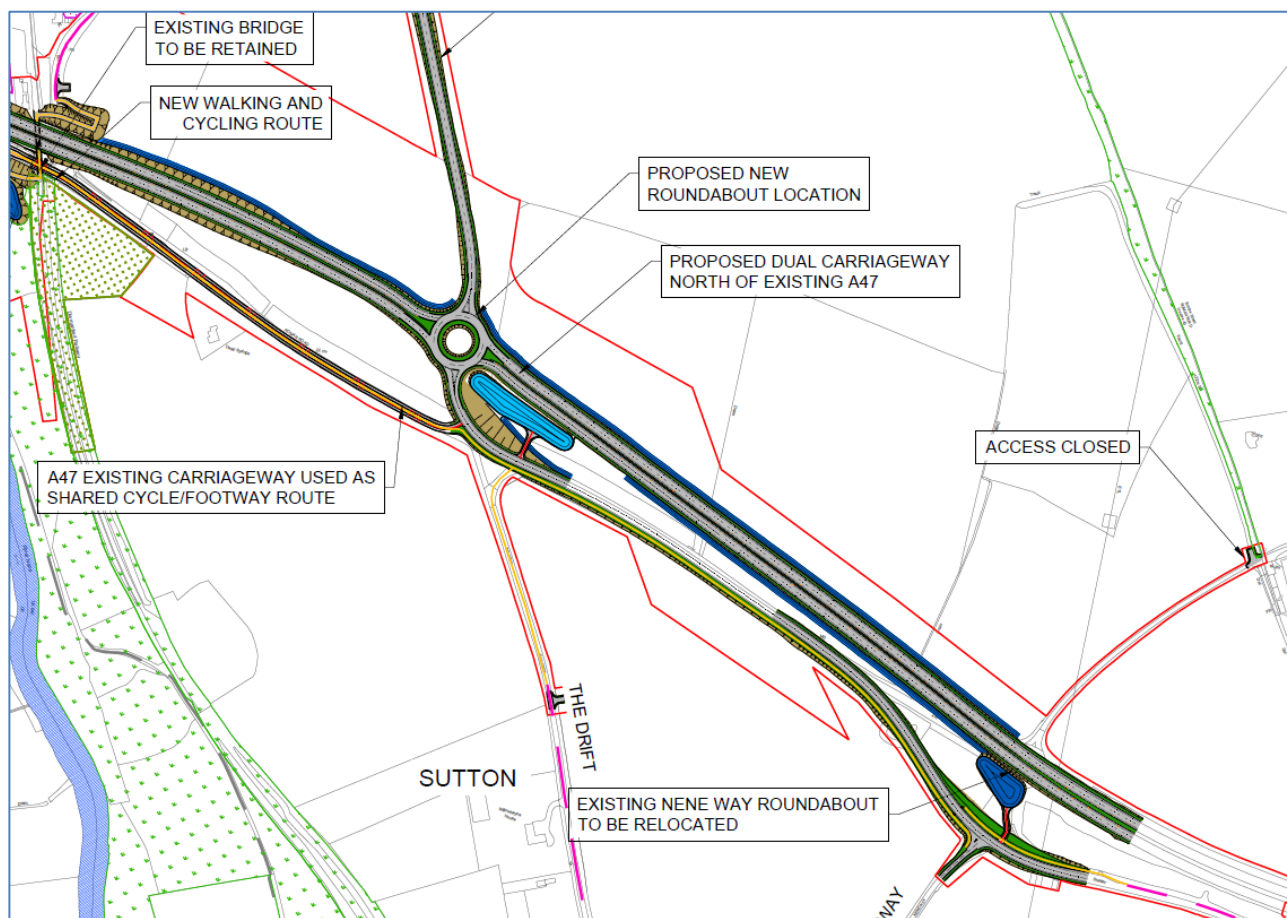 EXISTING BRIDGE
TO BE RETAINED
NEW WALKING AND
CYCLING ROUTE
PROPOSED NEW
ROUNDABOUT LOCATION
PROPOSED DUAL CARRIAGEWAY
NORTH OF EXISTING A47
ACCESS CLOSED
A47 EXISTING CARRIAGEWAY USED AS
SHARED CYCLE/FOOTWAY ROUTE
THE DRIFT
SUTTON
EXISTING NENE WAY ROUNDABOUT
TO BE RELOCATED
WAY